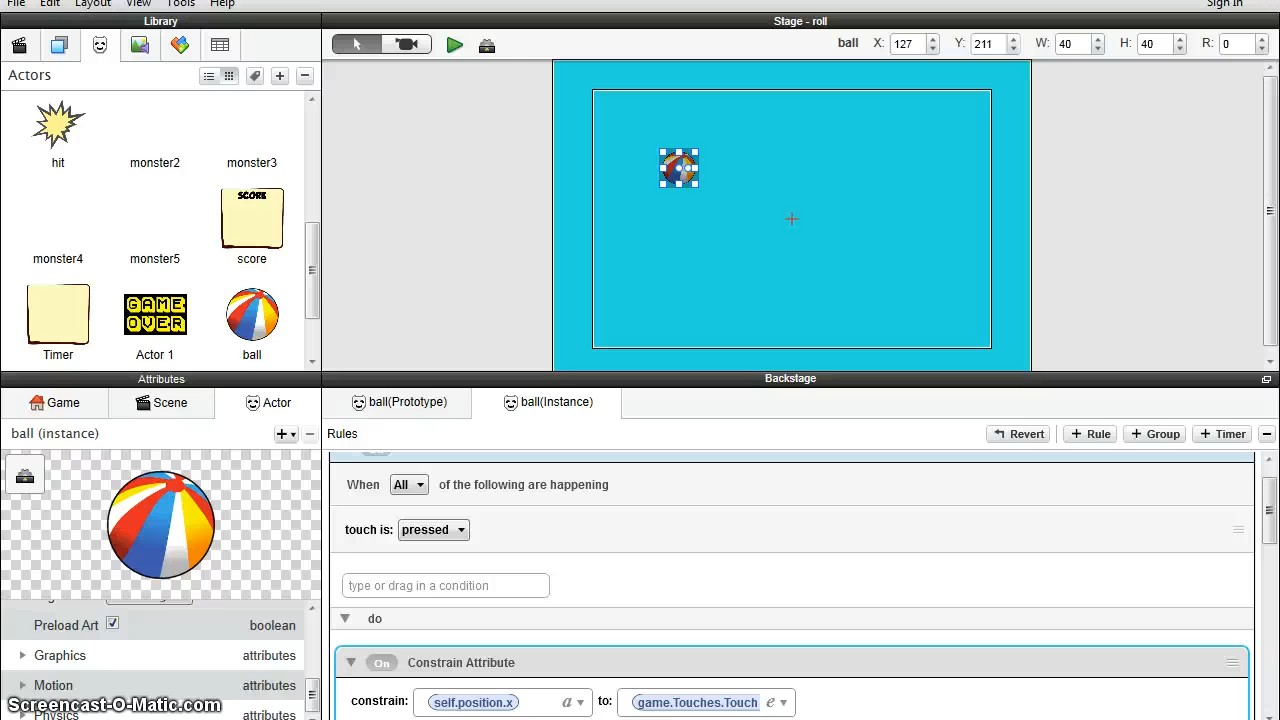 File Edit Layout View Tools Help Sign In
Library Stage - roll
ball X: 127 Y: 211 W: 40 H: 40 R: 0
Actors
hit monster2 monster3
SCORE
monster4 monster5 score
GAME
OVER
Timer Actor 1 ball
Attributes Backstage
Game Scene Actor ball(Prototype) ball(Instance)
ball (instance) Rules Revert Rule Group Timer
When All of the following are happening
touch is: pressed
type or drag in a condition
do
Preload Art boolean
Graphics attributes
On Constrain Attribute
Motion attributes
constrain: self.position.x a to: game.Touches.Touch e
Physics attributes
Screencast-O-Matic.com